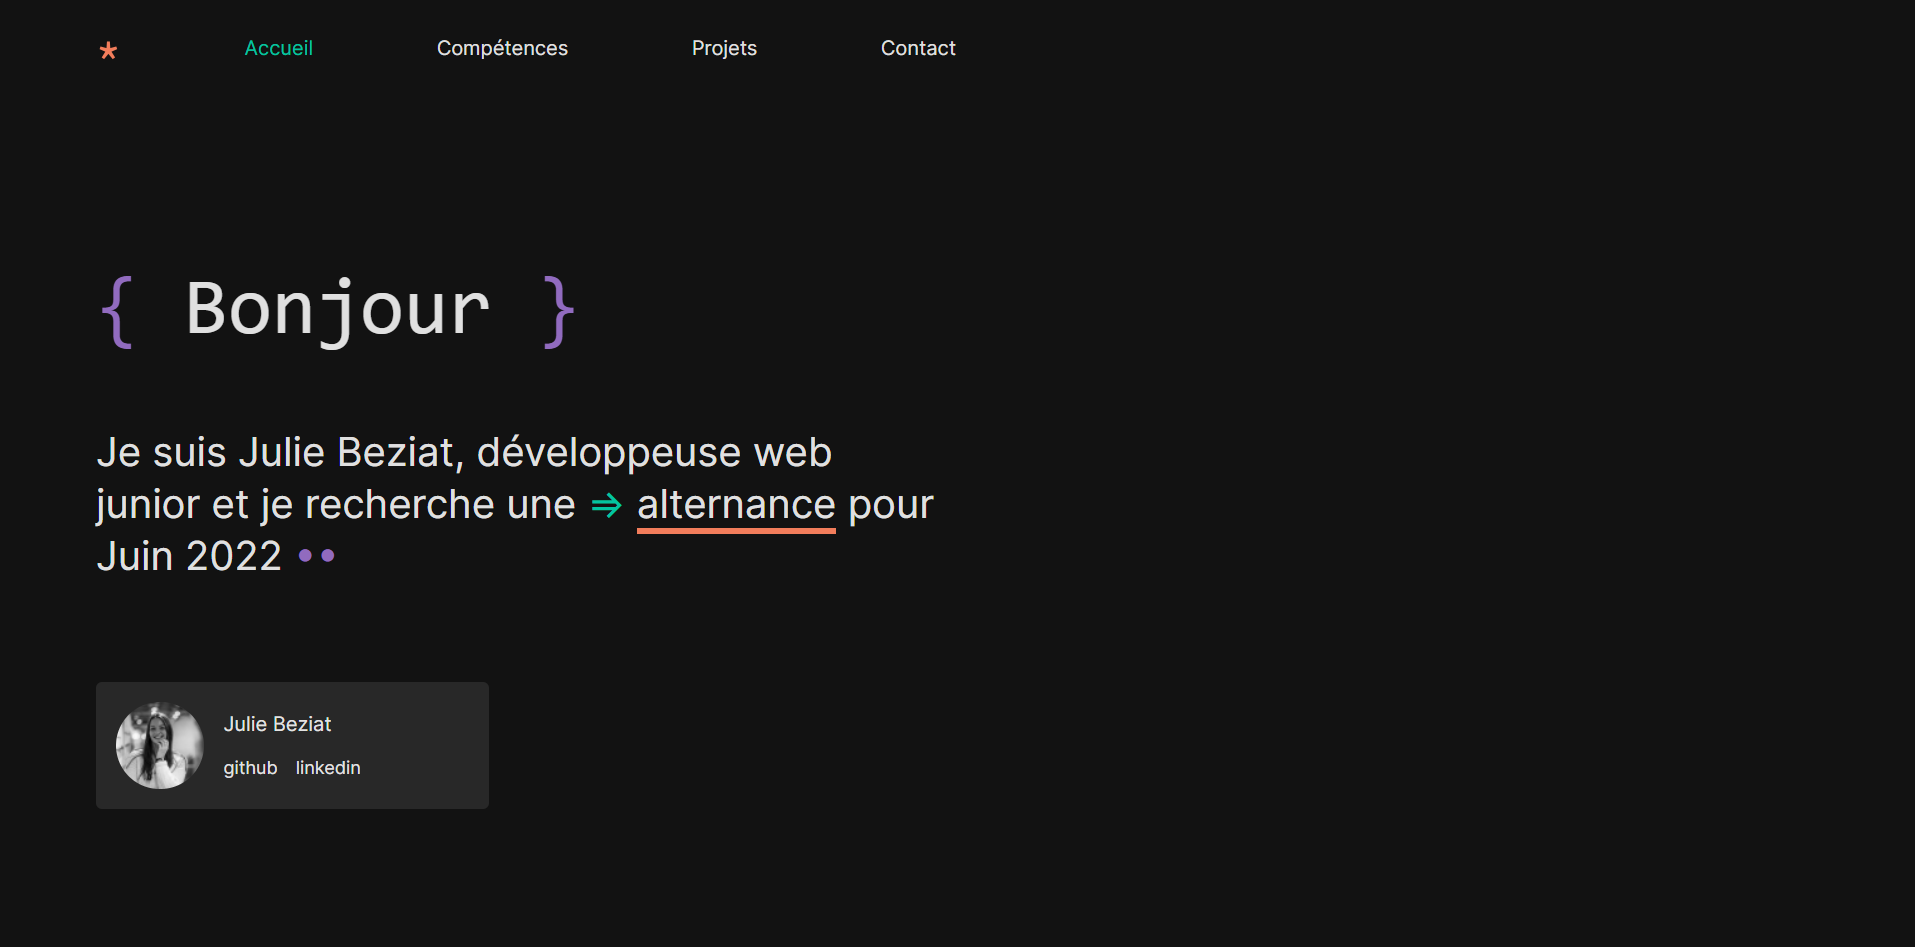 * Accueil Compétences Projets Contact
{ Bonjour }
Je suis Julie Beziat, développeuse web
junior et je recherche une ⇒ alternance pour
Juin 2022 ••
Julie Beziat
github linkedin